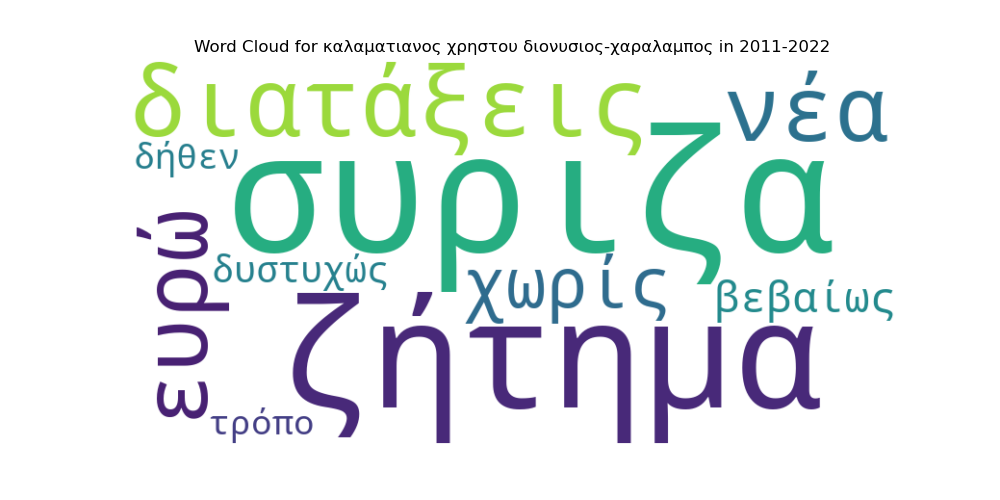 Word Cloud for καλαματιανος χρηστου διονυσιος-χαραλαμπος in 2011-2022
διατάξεις
νέα
δήθεν
συριζα
ευρώ
δυστυχώς
χωρίς
βεβαίως
ζήτημα
τρόπο